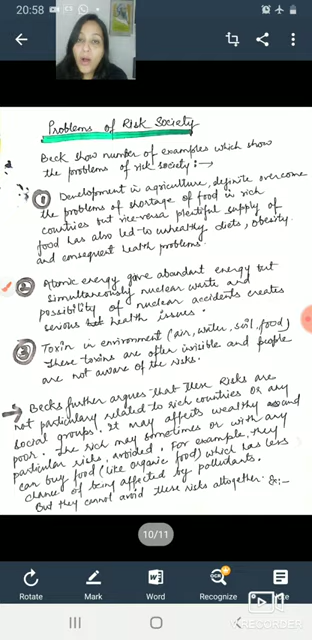 20:58
Problems of Risk Society
Beck show number of examples which show
the problems of risk society :→
① Development in agriculture, definite overcome
the problems of shortage of food in rich
countries but vice-versa plentiful supply of
food has also led to unhealthy diets, obesity
and consequent health problems.
② Atomic energy give abundant energy but
simultaneously nuclear waste and
possibility of nuclear accidents creates
serious health issues.
③ Toxin in environment (air, water, soil, food)
These toxins are often invisible and people
are not aware of the risks.
→ Becks further argues that these Risks are
not particulary related to rich countries or any
social groups. It may affects wealthy and
poor. The rich may sometimes or with any
particular risks, avoided. For example, they
can buy food (like organic food) which has less
chance of being affected by pollutants.
But they cannot avoid these risks altogether.
10/11
Rotate
Mark
Word
Recognize
Note
VRECORDER